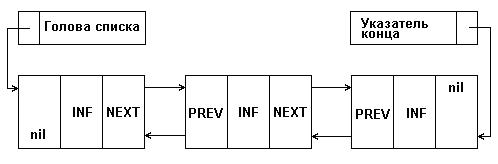 Голова списка
Указатель
конца
nil
INF
NEXT
PREV
INF
NEXT
PREV
INF
nil